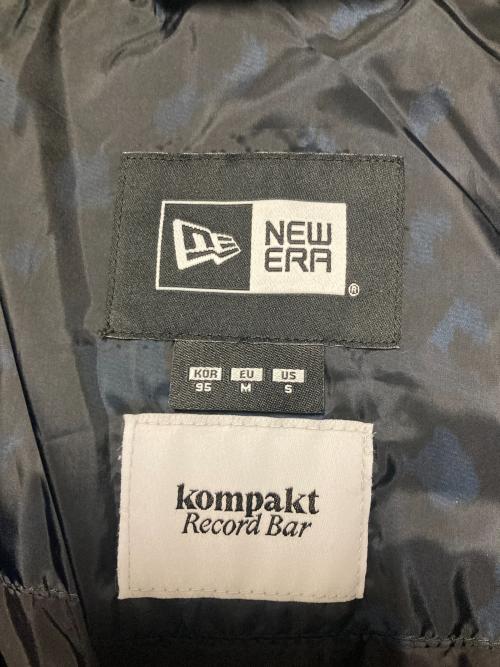 NEW
ERA
®
KOR EU US
95 M S
kompakt
Record Bar